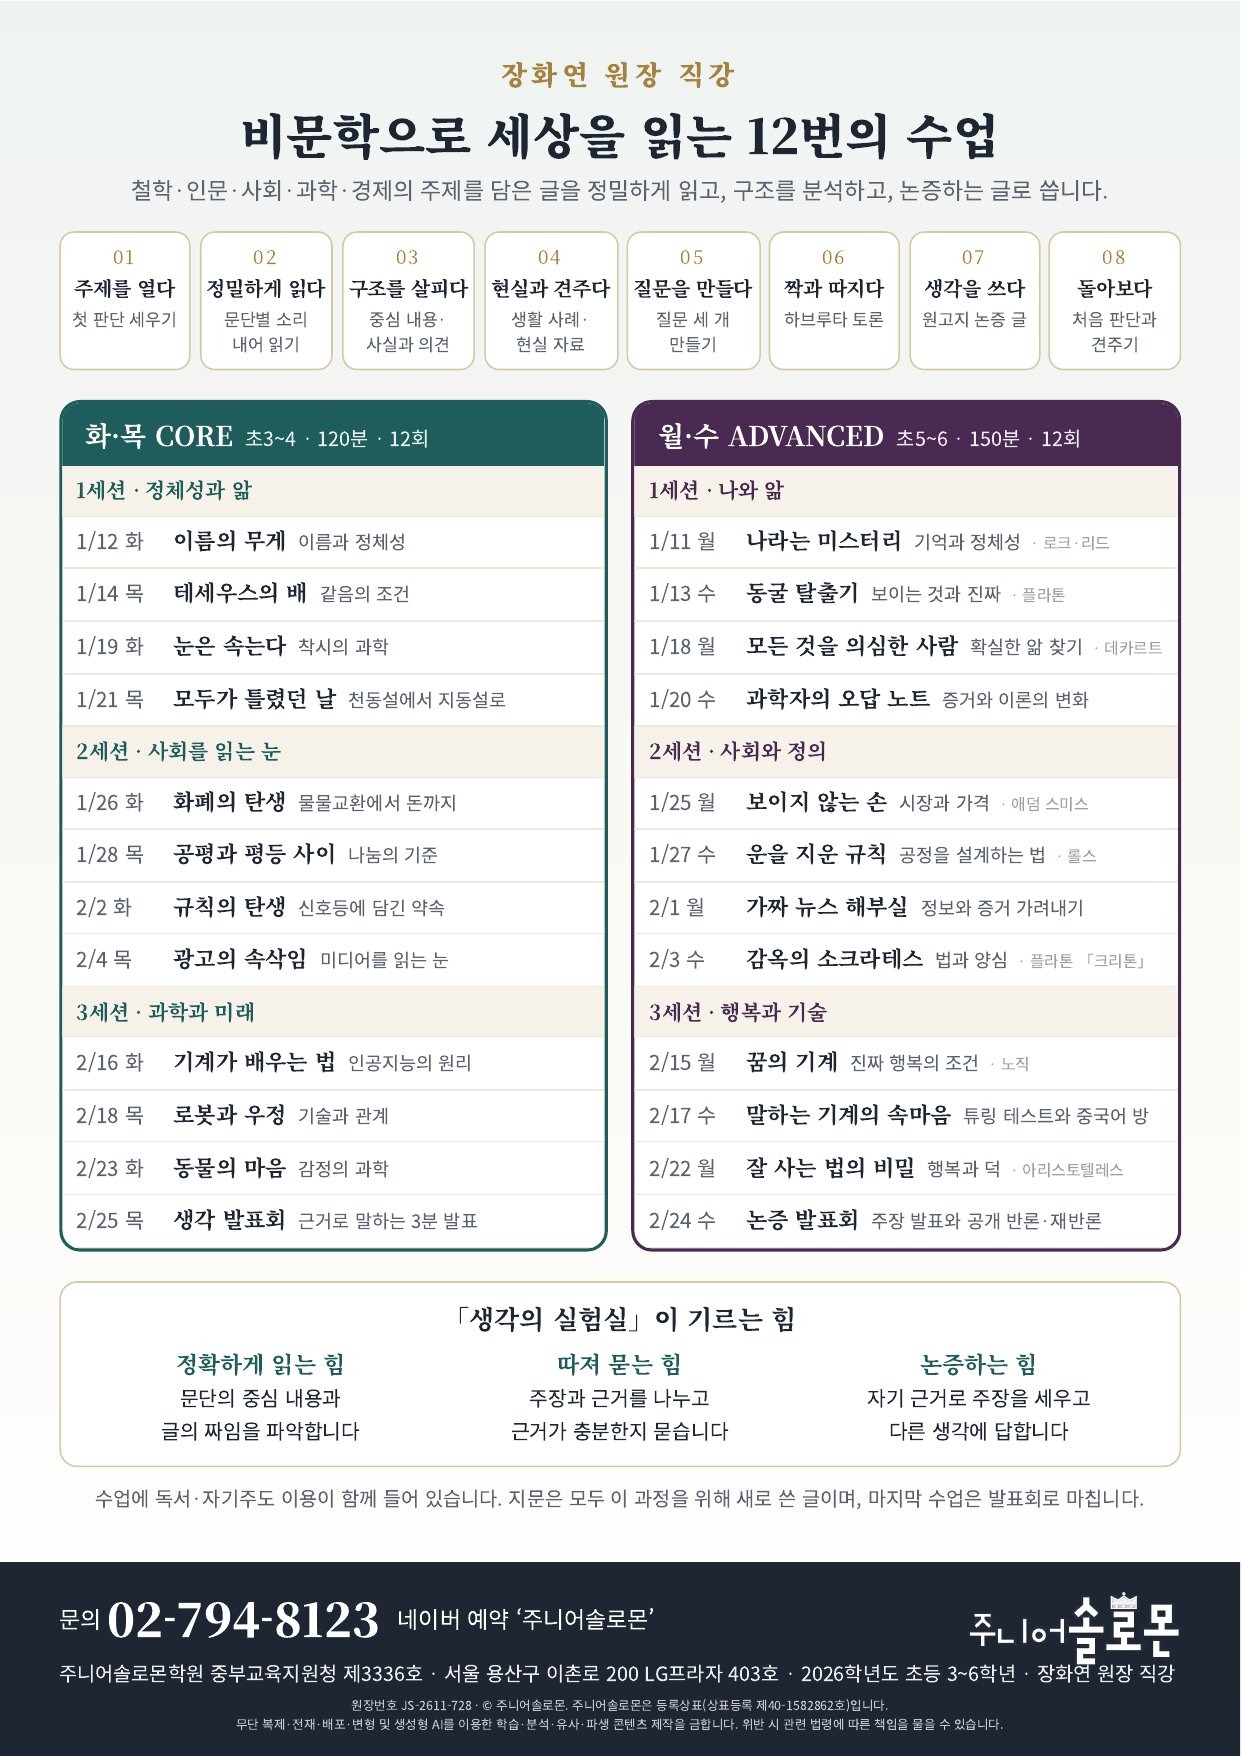 장화연 원장 직강
비문학으로 세상을 읽는 12번의 수업
철학·인문·사회·과학·경제의 주제를 담은 글을 정밀하게 읽고, 구조를 분석하고, 논증하는 글로 씁니다.
01
주제를 열다
첫 판단 세우기
02
정밀하게 읽다
문단별 소리
내어 읽기
03
구조를 살피다
중심 내용·
사실과 의견
04
현실과 견주다
생활 사례·
현실 자료
05
질문을 만들다
질문 세 개
만들기
06
짝과 따지다
하브루타 토론
07
생각을 쓰다
원고지 논증 글
08
돌아보다
처음 판단과
견주기
화·목 CORE 초3~4 · 120분 · 12회
1세션 · 정체성과 앎
1/12 화 이름의 무게 이름과 정체성
1/14 목 테세우스의 배 같음의 조건
1/19 화 눈은 속는다 착시의 과학
1/21 목 모두가 틀렸던 날 천동설에서 지동설로
2세션 · 사회를 읽는 눈
1/26 화 화폐의 탄생 물물교환에서 돈까지
1/28 목 공평과 평등 사이 나눔의 기준
2/2 화 규칙의 탄생 신호등에 담긴 약속
2/4 목 광고의 속삭임 미디어를 읽는 눈
3세션 · 과학과 미래
2/16 화 기계가 배우는 법 인공지능의 원리
2/18 목 로봇과 우정 기술과 관계
2/23 화 동물의 마음 감정의 과학
2/25 목 생각 발표회 근거로 말하는 3분 발표
월·수 ADVANCED 초5~6 · 150분 · 12회
1세션 · 나와 앎
1/11 월 나라는 미스터리 기억과 정체성 · 로크·리드
1/13 수 동굴 탈출기 보이는 것과 진짜 · 플라톤
1/18 월 모든 것을 의심한 사람 확실한 앎 찾기 · 데카르트
1/20 수 과학자의 오답 노트 증거와 이론의 변화
2세션 · 사회와 정의
1/25 월 보이지 않는 손 시장과 가격 · 애덤 스미스
1/27 수 운을 지운 규칙 공정을 설계하는 법 · 롤스
2/1 월 가짜 뉴스 해부실 정보와 증거 가려내기
2/3 수 감옥의 소크라테스 법과 양심 · 플라톤 「크리톤」
3세션 · 행복과 기술
2/15 월 꿈의 기계 진짜 행복의 조건 · 노직
2/17 수 말하는 기계의 속마음 튜링 테스트와 중국어 방
2/22 월 잘 사는 법의 비밀 행복과 덕 · 아리스토텔레스
2/24 수 논증 발표회 주장 발표와 공개 반론·재반론
「생각의 실험실」이 기르는 힘
정확하게 읽는 힘
문단의 중심 내용과
글의 짜임을 파악합니다
따져 묻는 힘
주장과 근거를 나누고
근거가 충분한지 묻습니다
논증하는 힘
자기 근거로 주장을 세우고
다른 생각에 답합니다
수업에 독서·자기주도 이용이 함께 들어 있습니다. 지문은 모두 이 과정을 위해 새로 쓴 글이며, 마지막 수업은 발표회로 마칩니다.
문의 02-794-8123 네이버 예약 ‘주니어솔로몬’
주니어솔로몬
주니어솔로몬학원 중부교육지원청 제3336호 · 서울 용산구 이촌로 200 LG프라자 403호 · 2026학년도 초등 3~6학년 · 장화연 원장 직강
원장번호 JS-2611-728 · © 주니어솔로몬. 주니어솔로몬은 등록상표(상표등록 제40-1582862호)입니다.
무단 복제·전재·배포·변형 및 생성형 AI를 이용한 학습·분석·유사·파생 콘텐츠 제작을 금합니다. 위반 시 관련 법령에 따른 책임을 물을 수 있습니다.